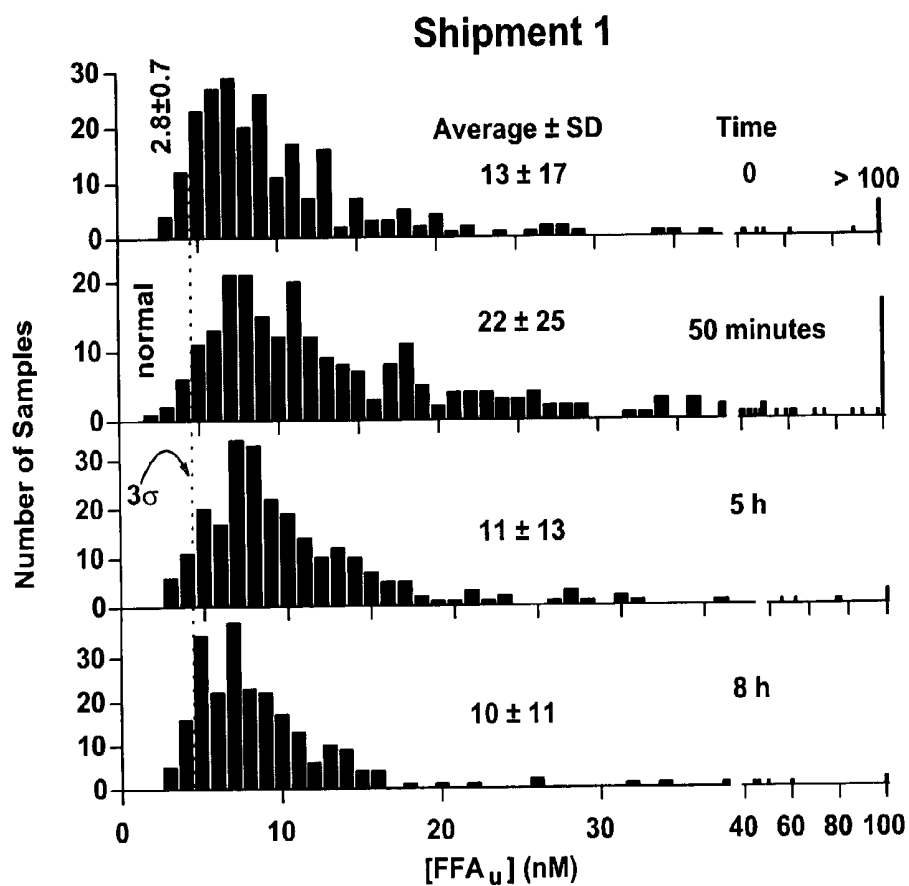 Shipment 1
Number of Samples
30
20
10
0
2.8±0.7
Average ± SD
Time
13 ± 17
0
> 100
20
10
0
normal
22 ± 25
50 minutes
30
20
10
0
3σ
11 ± 13
5 h
30
20
10
0
10 ± 11
8 h
0 10 20 30 40 60 80 100
[FFAu] (nM)